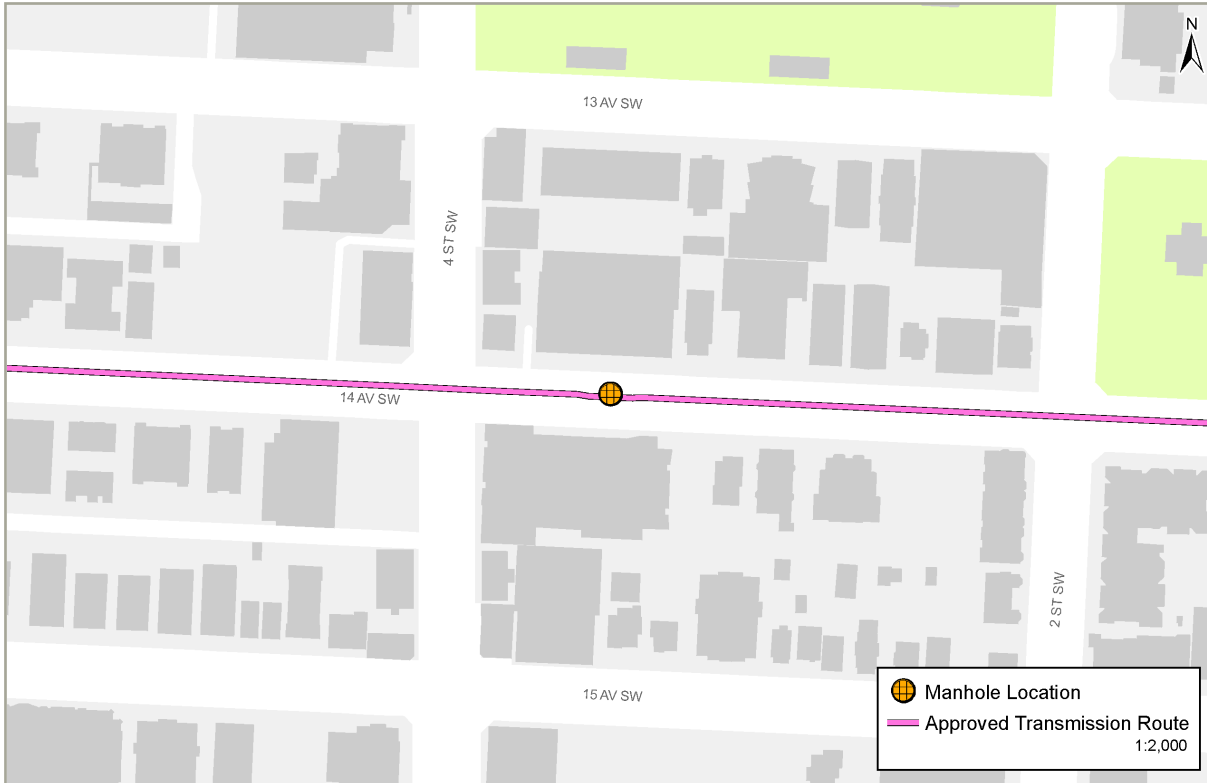 N
13 AV SW
4 ST SW
14 AV SW
2 ST SW
15 AV SW
Manhole Location
Approved Transmission Route
1:2,000